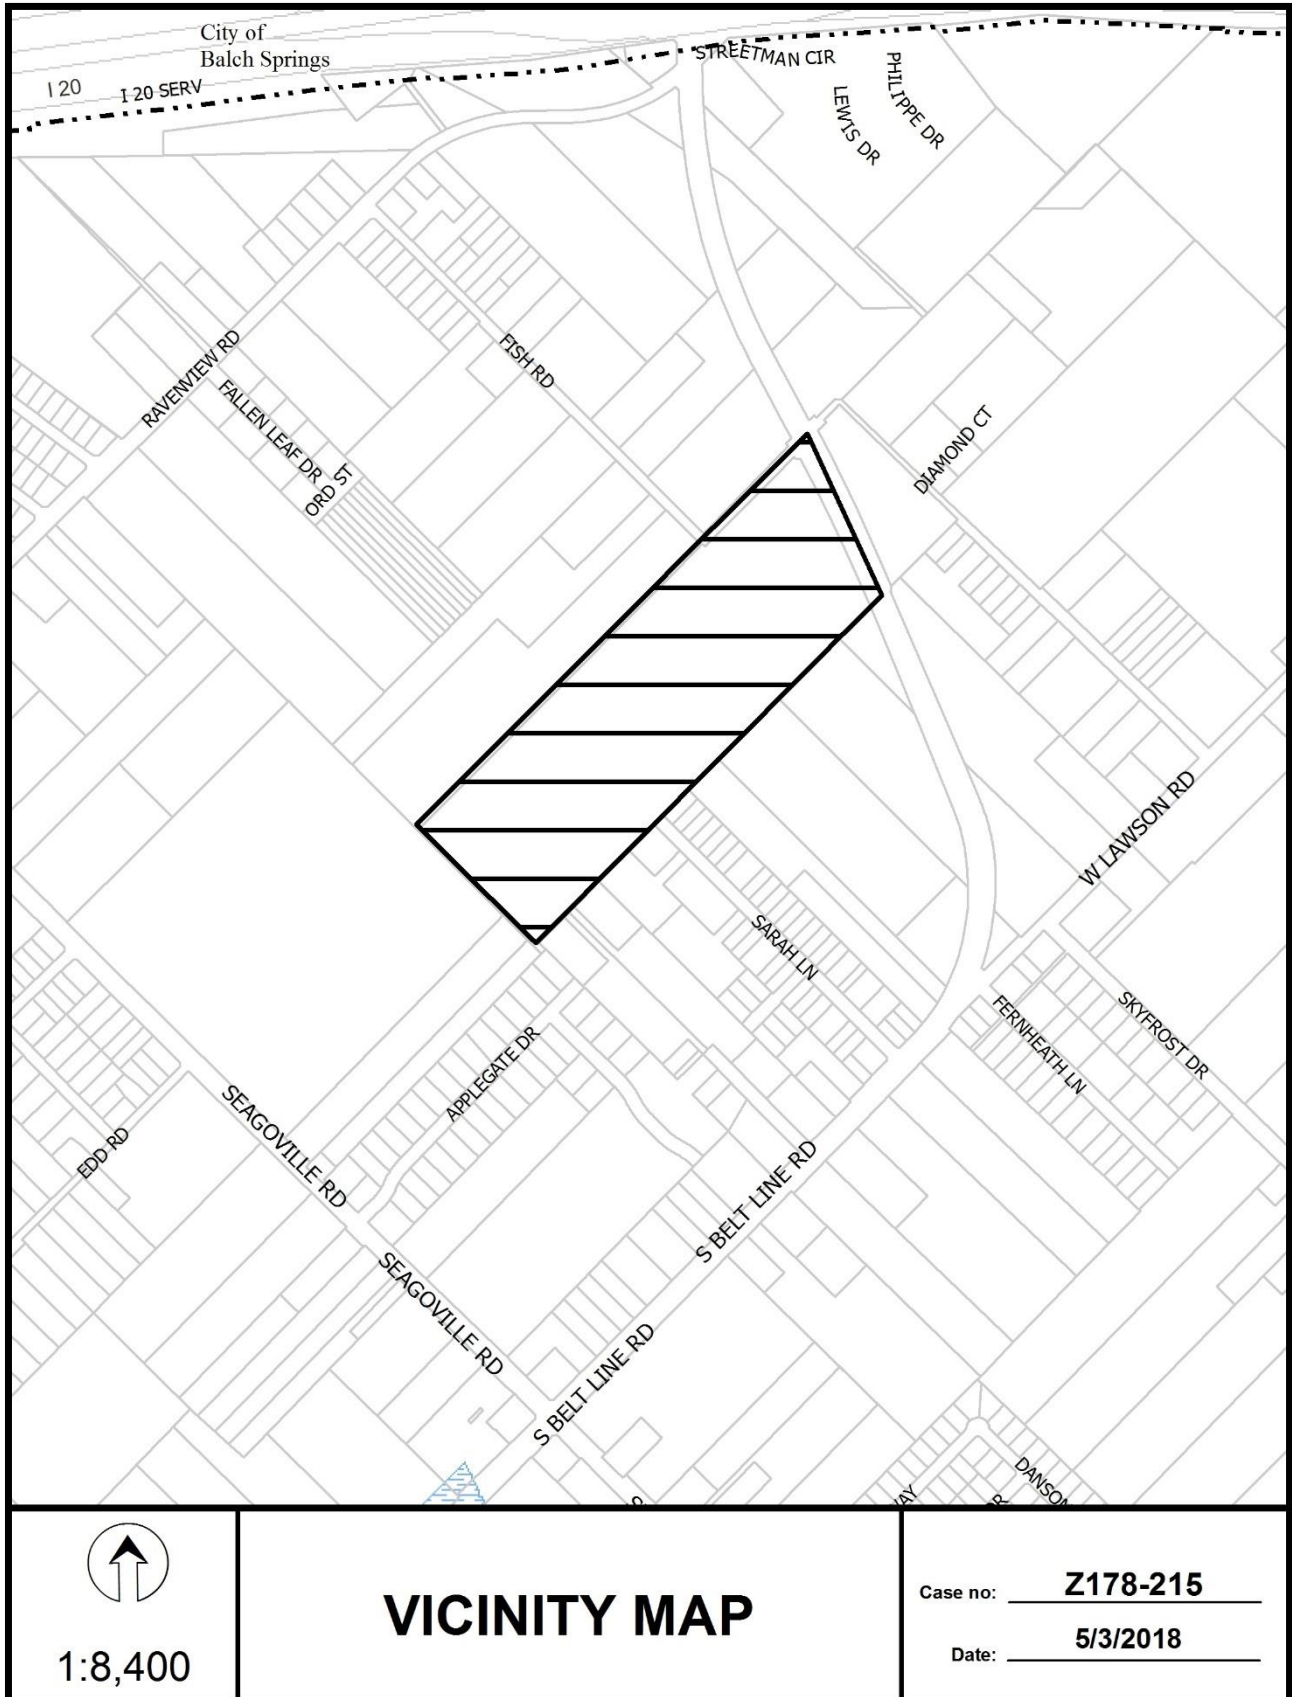 City of
Balch Springs
STREETMAN CIR
I 20
I 20 SERV
PHILIPPE DR
LEWIS DR
RAVENVIEW RD
FISH RD
FALLEN LEAF DR
ORD ST
DIAMOND CT
W LAWSON RD
SARAH LN
SKYFROST DR
FERNHEATH LN
APPLEGATE DR
SEAGOVILLE RD
EDD RD
S BELT LINE RD
SEAGOVILLE RD
S BELT LINE RD
1:8,400
VICINITY MAP
Case no: Z178-215
Date: 5/3/2018